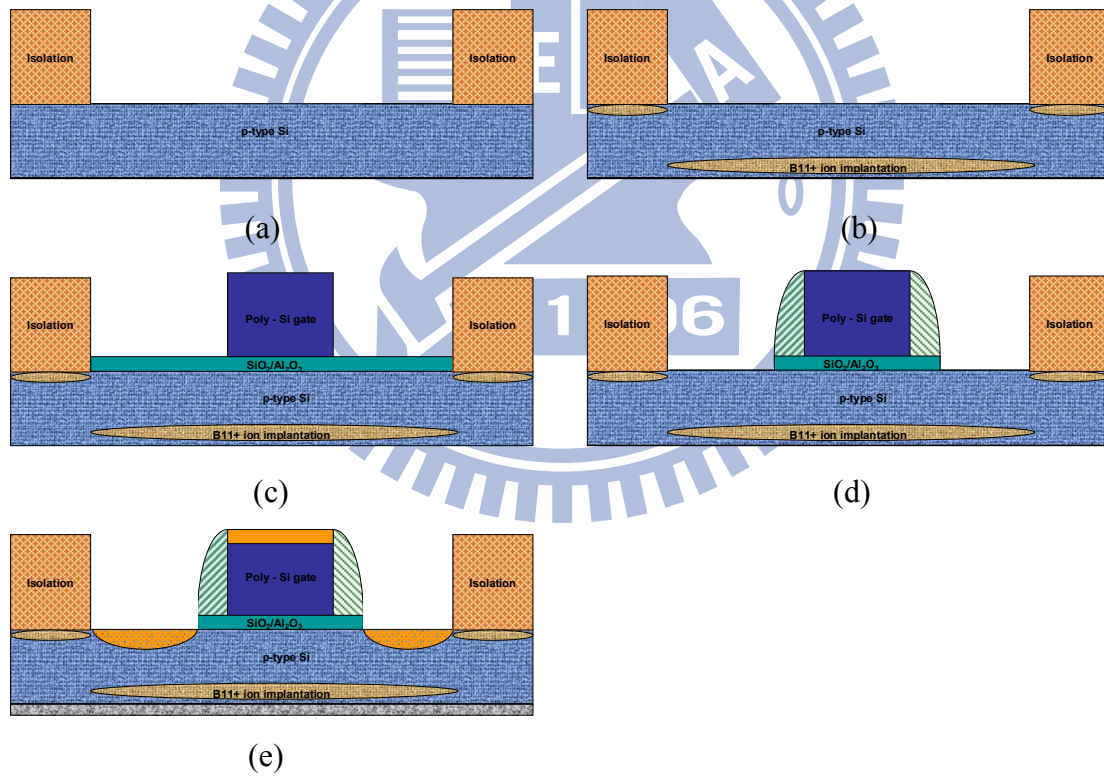 Isolation Isolation
p-type Si
(a)
Isolation Isolation
p-type Si
B11+ ion implantation
(b)
Isolation Poly - Si gate Isolation
SiO2/Al2O3
p-type Si
B11+ ion implantation
(c)
Isolation Poly - Si gate Isolation
SiO2/Al2O3
p-type Si
B11+ ion implantation
(d)
Isolation Poly - Si gate Isolation
SiO2/Al2O3
p-type Si
B11+ ion implantation
(e)